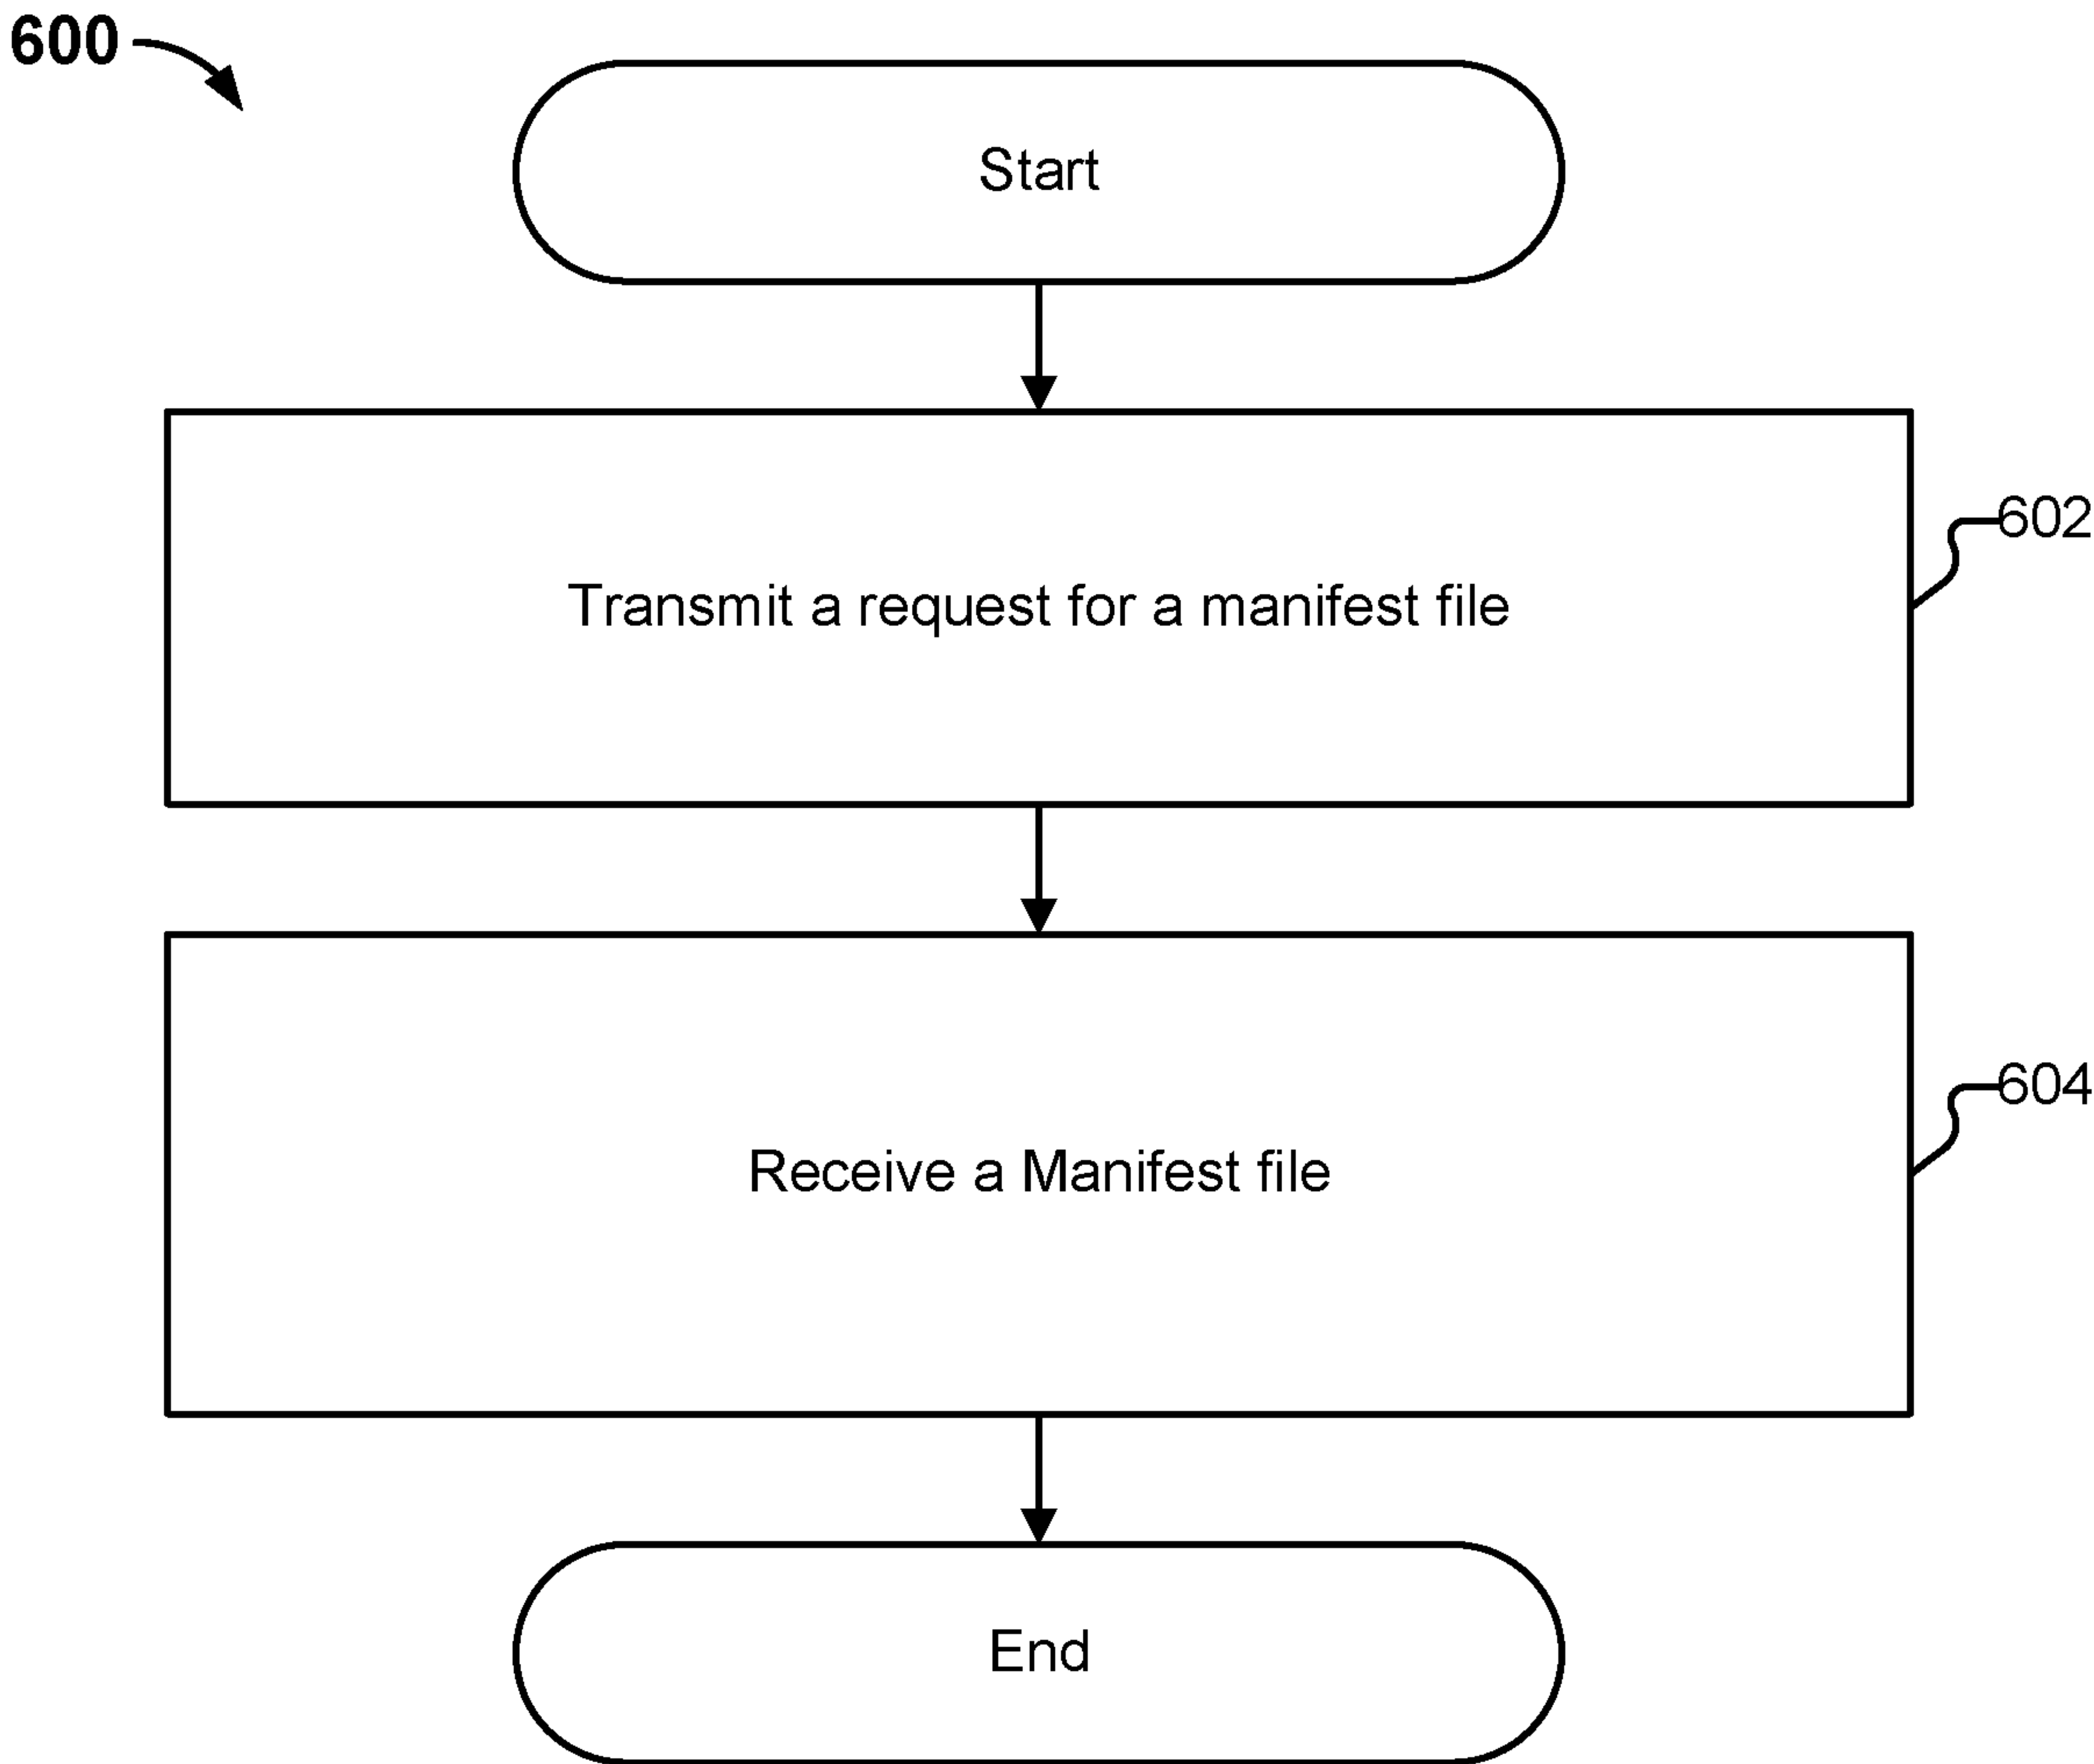 600
Start
Transmit a request for a manifest file
602
Receive a Manifest file
604
End